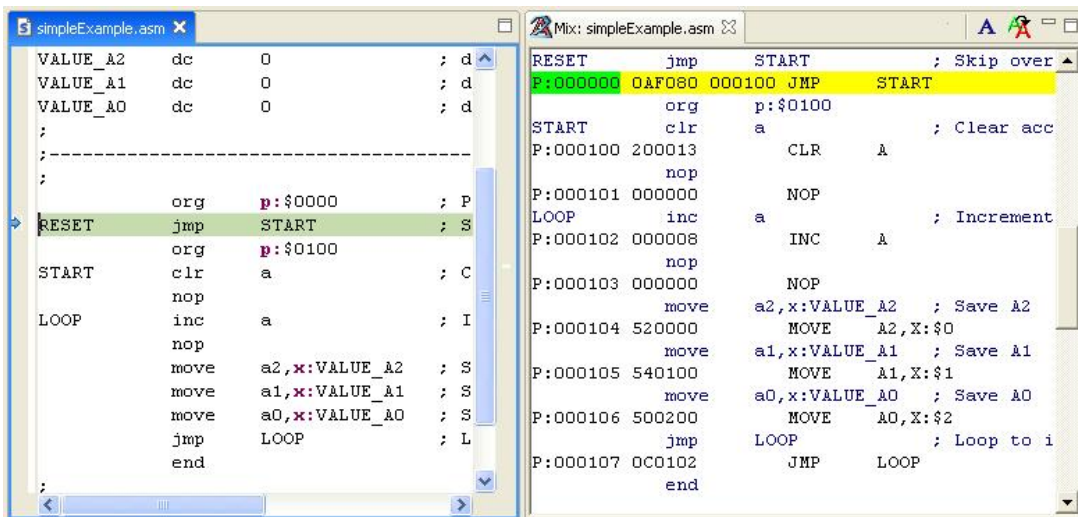 simpleExample.asm
VALUE_A2 dc 0 ; d
VALUE_A1 dc 0 ; d
VALUE_A0 dc 0 ; d
;
;---------------------------------------
;
org p:$0000 ; P
RESET jmp START ; S
org p:$0100
START clr a ; C
nop
LOOP inc a ; I
nop
move a2,x:VALUE_A2 ; S
move a1,x:VALUE_A1 ; S
move a0,x:VALUE_A0 ; S
jmp LOOP ; L
end
;
Mix: simpleExample.asm
RESET jmp START ; Skip over
P:000000 0AF080 000100 JMP START
org p:$0100
START clr a ; Clear acc
P:000100 200013 CLR A
nop
P:000101 000000 NOP
LOOP inc a ; Increment
P:000102 000008 INC A
nop
P:000103 000000 NOP
move a2,x:VALUE_A2 ; Save A2
P:000104 520000 MOVE A2,X:$0
move a1,x:VALUE_A1 ; Save A1
P:000105 540100 MOVE A1,X:$1
move a0,x:VALUE_A0 ; Save A0
P:000106 500200 MOVE A0,X:$2
jmp LOOP ; Loop to i
P:000107 0C0102 JMP LOOP
end